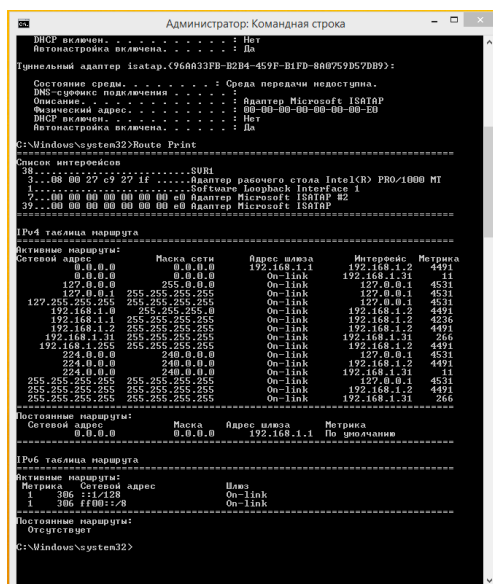 Администратор: Командная строка
DHCP включен. . . . . . . . . . . : Нет
Автонастройка включена. . . . . . : Да
Туннельный адаптер isatap.{96AA33FB-B2B4-459F-B1FD-8A0759D57DB9}:
Состояние среды. . . . . . . . : Среда передачи недоступна.
DNS-суффикс подключения . . . . . :
Описание. . . . . . . . . . . . . : Адаптер Microsoft ISATAP
Физический адрес. . . . . . . . . : 00-00-00-00-00-00-00-E0
DHCP включен. . . . . . . . . . . : Нет
Автонастройка включена. . . . . . : Да
C:\Windows\system32>Route Print
===========================================================================
Список интерфейсов
38...........................SVR1
3...08 00 27 c9 27 1f ......Адаптер рабочего стола Intel(R) PRO/1000 MT
1...........................Software Loopback Interface 1
7...00 00 00 00 00 00 00 e0 Адаптер Microsoft ISATAP #2
39...00 00 00 00 00 00 00 e0 Адаптер Microsoft ISATAP
===========================================================================
IPv4 таблица маршрута
===========================================================================
Активные маршруты:
Сетевой адрес Маска сети Адрес шлюза Интерфейс Метрика
0.0.0.0 0.0.0.0 192.168.1.1 192.168.1.2 4491
0.0.0.0 0.0.0.0 On-link 192.168.1.31 11
127.0.0.0 255.0.0.0 On-link 127.0.0.1 4531
127.0.0.1 255.255.255.255 On-link 127.0.0.1 4531
127.255.255.255 255.255.255.255 On-link 127.0.0.1 4531
192.168.1.0 255.255.255.0 On-link 192.168.1.2 4491
192.168.1.1 255.255.255.255 On-link 192.168.1.2 4236
192.168.1.2 255.255.255.255 On-link 192.168.1.2 4491
192.168.1.31 255.255.255.255 On-link 192.168.1.31 266
192.168.1.255 255.255.255.255 On-link 192.168.1.2 4491
224.0.0.0 240.0.0.0 On-link 127.0.0.1 4531
224.0.0.0 240.0.0.0 On-link 192.168.1.2 4491
224.0.0.0 240.0.0.0 On-link 192.168.1.31 11
255.255.255.255 255.255.255.255 On-link 127.0.0.1 4531
255.255.255.255 255.255.255.255 On-link 192.168.1.2 4491
255.255.255.255 255.255.255.255 On-link 192.168.1.31 266
===========================================================================
Постоянные маршруты:
Сетевой адрес Маска Адрес шлюза Метрика
0.0.0.0 0.0.0.0 192.168.1.1 По умолчанию
===========================================================================
IPv6 таблица маршрута
===========================================================================
Активные маршруты:
Метрика Сетевой адрес Шлюз
1 306 ::1/128 On-link
1 306 ff00::/8 On-link
===========================================================================
Постоянные маршруты:
Отсутствует
C:\Windows\system32>